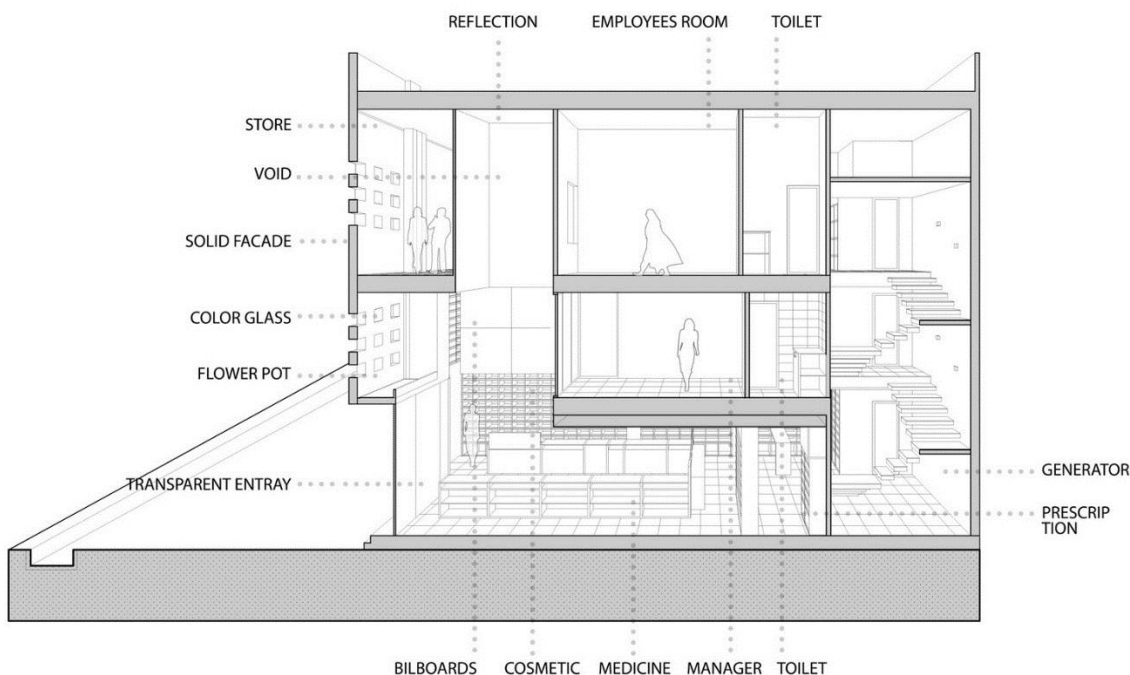 REFLECTION
EMPLOYEES ROOM
TOILET
STORE
VOID
SOLID FACADE
COLOR GLASS
FLOWER POT
TRANSPARENT ENTRAY
GENERATOR
PRESCRIP
TION
BILBOARDS
COSMETIC
MEDICINE
MANAGER
TOILET